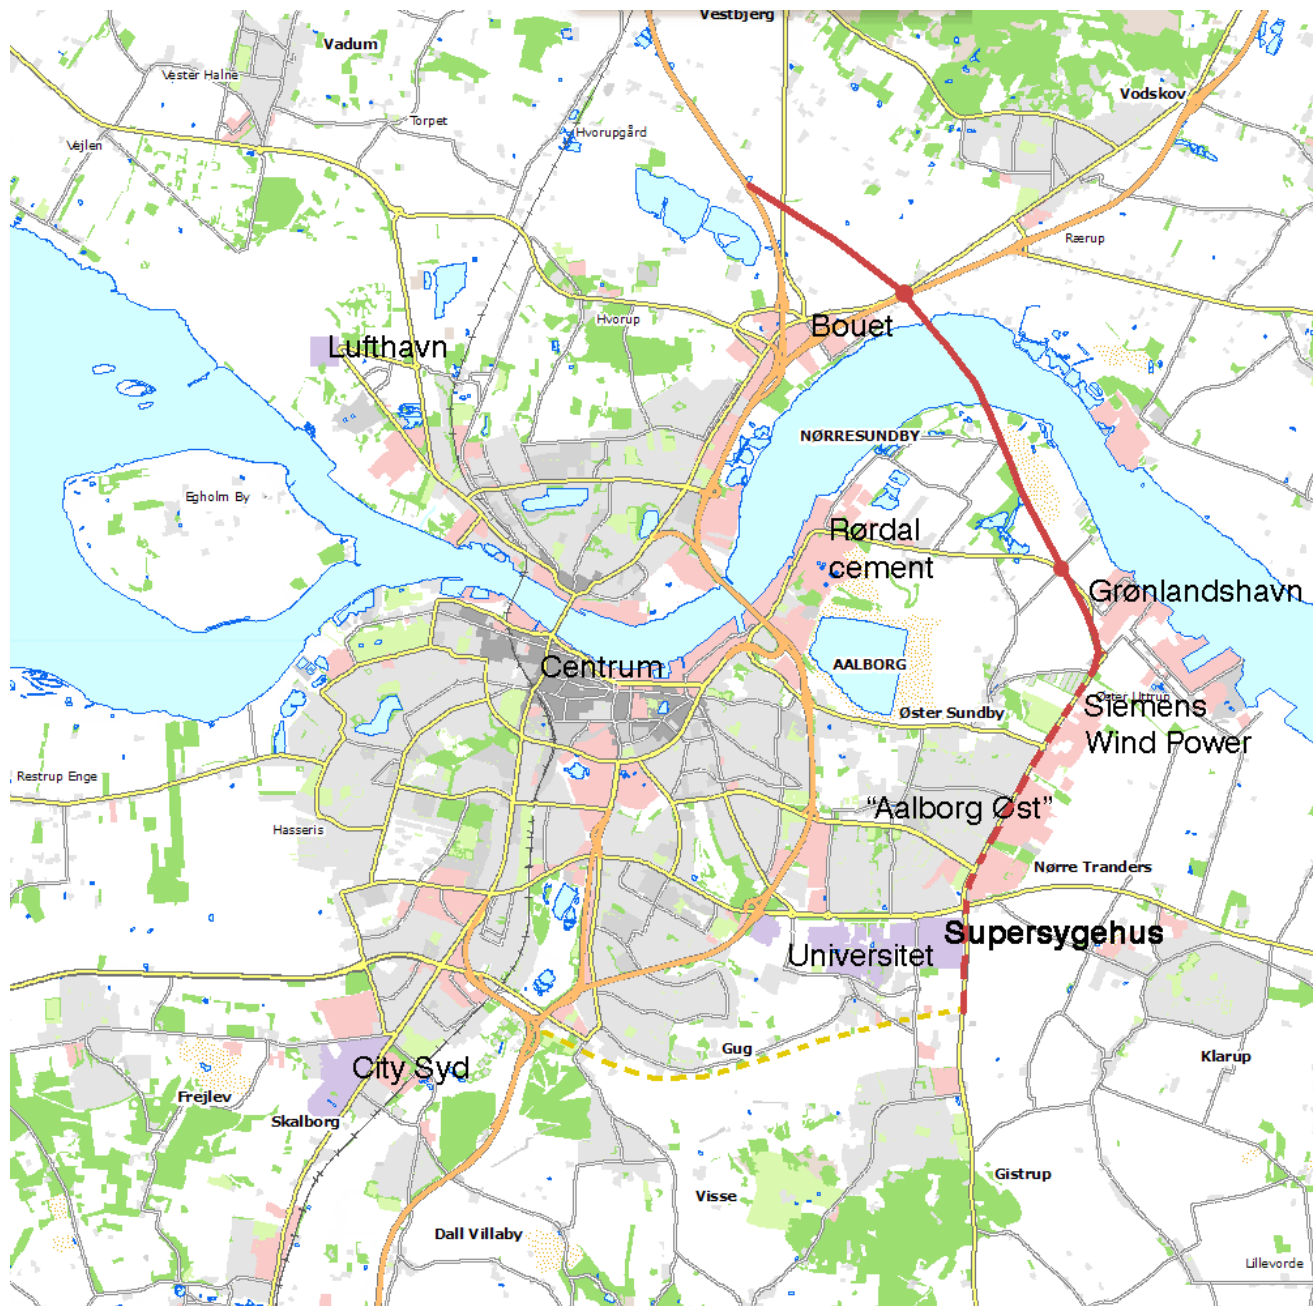 Vestbjerg
Vadum
Vester Halne
Vodskov
Torpet
Hvorupgård
Vejlen
Rærup
Hvorup
Bouet
Lufthavn
NØRRESUNDBY
Egholm By
Rørdal
cement
Grønlandshavn
Centrum
AALBORG
Øster Uttrup
Siemens
Wind Power
Øster Sundby
Restrup Enge
"Aalborg Øst"
Hasseris
Nørre Tranders
Supersygehus
Universitet
Gug
Klarup
City Syd
Frejlev
Skalborg
Gistrup
Visse
Dall Villaby
Lillevorde